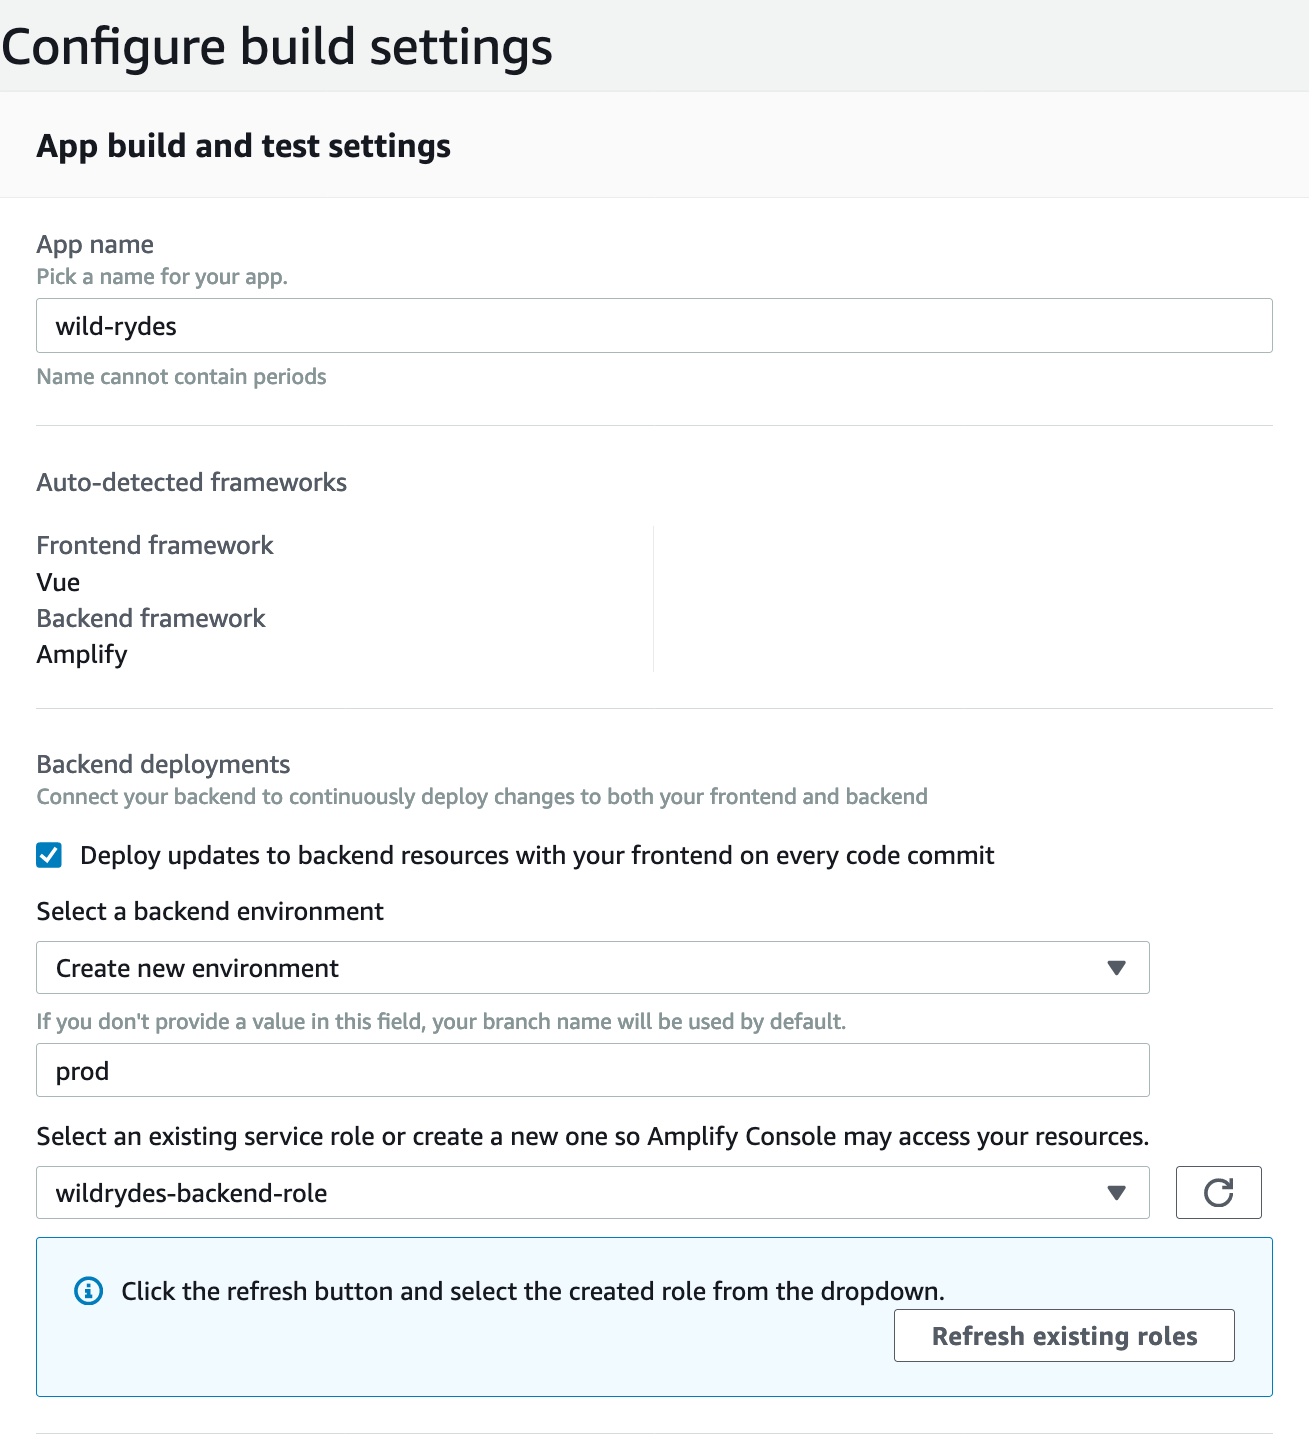 Configure build settings
App build and test settings
App name
Pick a name for your app.
wild-rydes
Name cannot contain periods
Auto-detected frameworks
Frontend framework
Vue
Backend framework
Amplify
Backend deployments
Connect your backend to continuously deploy changes to both your frontend and backend
Deploy updates to backend resources with your frontend on every code commit
Select a backend environment
Create new environment
If you don't provide a value in this field, your branch name will be used by default.
prod
Select an existing service role or create a new one so Amplify Console may access your resources.
wildrydes-backend-role
Click the refresh button and select the created role from the dropdown.
Refresh existing roles